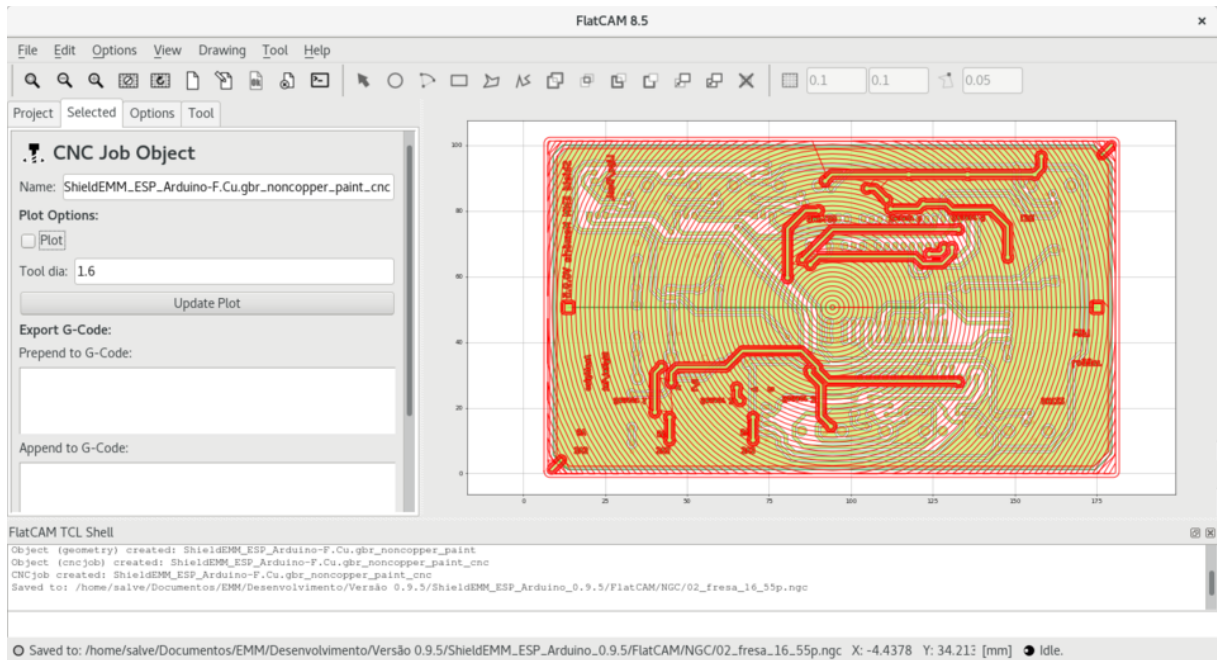 FlatCAM 8.5
File Edit Options View Drawing Tool Help
0.1 0.1 0.05
Project Selected Options Tool
CNC Job Object
Name: ShieldEMM_ESP_Arduino-F.Cu.gbr_noncopper_paint_cnc
Plot Options:
Plot
Tool dia: 1.6
Update Plot
Export G-Code:
Prepend to G-Code:
Append to G-Code:
100
80
60
40
20
0
0 25 50 75 100 125 150 175
FlatCAM TCL Shell
Object (geometry) created: ShieldEMM_ESP_Arduino-F.Cu.gbr_noncopper_paint
Object (cncjob) created: ShieldEMM_ESP_Arduino-F.Cu.gbr_noncopper_paint_cnc
CNCjob created: ShieldEMM_ESP_Arduino-F.Cu.gbr_noncopper_paint_cnc
Saved to: /home/salve/Documentos/EMM/Desenvolvimento/Versão 0.9.5/ShieldEMM_ESP_Arduino_0.9.5/FlatCAM/NGC/02_fresa_16_55p.ngc
Saved to: /home/salve/Documentos/EMM/Desenvolvimento/Versão 0.9.5/ShieldEMM_ESP_Arduino_0.9.5/FlatCAM/NGC/02_fresa_16_55p.ngc X: -4.4378 Y: 34.213 [mm] Idle.